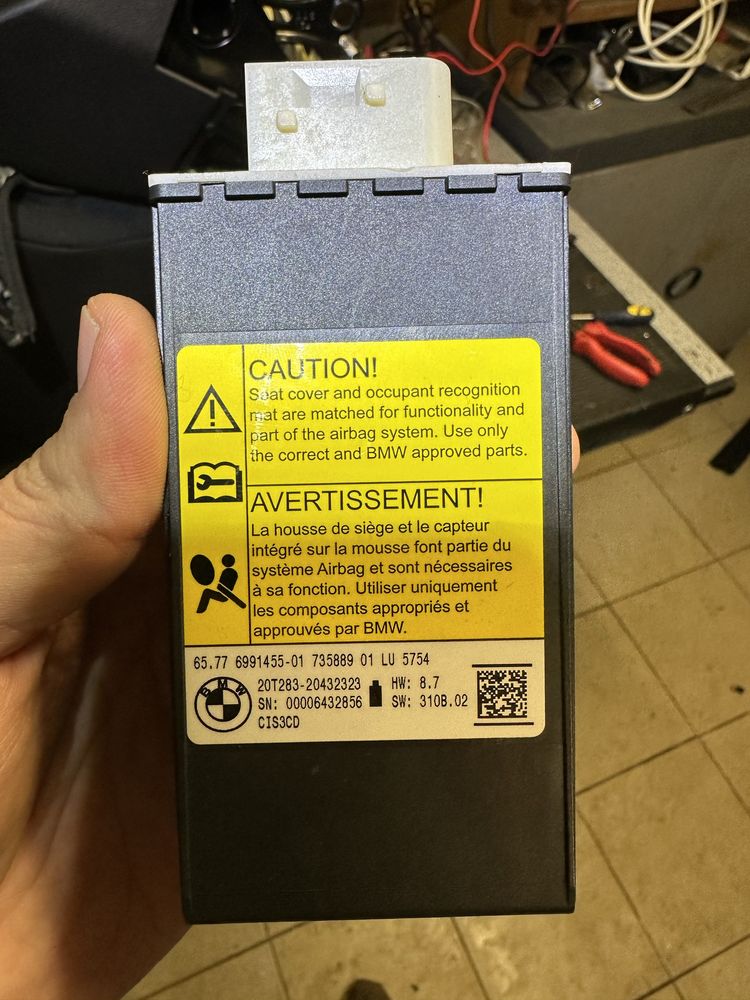 CAUTION!
Seat cover and occupant recognition
mat are matched for functionality and
part of the airbag system. Use only
the correct and BMW approved parts.
AVERTISSEMENT!
La housse de siège et le capteur
intégré sur la mousse font partie du
système Airbag et sont nécessaires
à sa fonction. Utiliser uniquement
les composants appropriés et
approuvés par BMW.
65.77 6991455-01 735889 01 LU 5754
BMW
20T283-20432323 HW: 8.7
SN: 00006432856 SW: 310B.02
CIS3CD